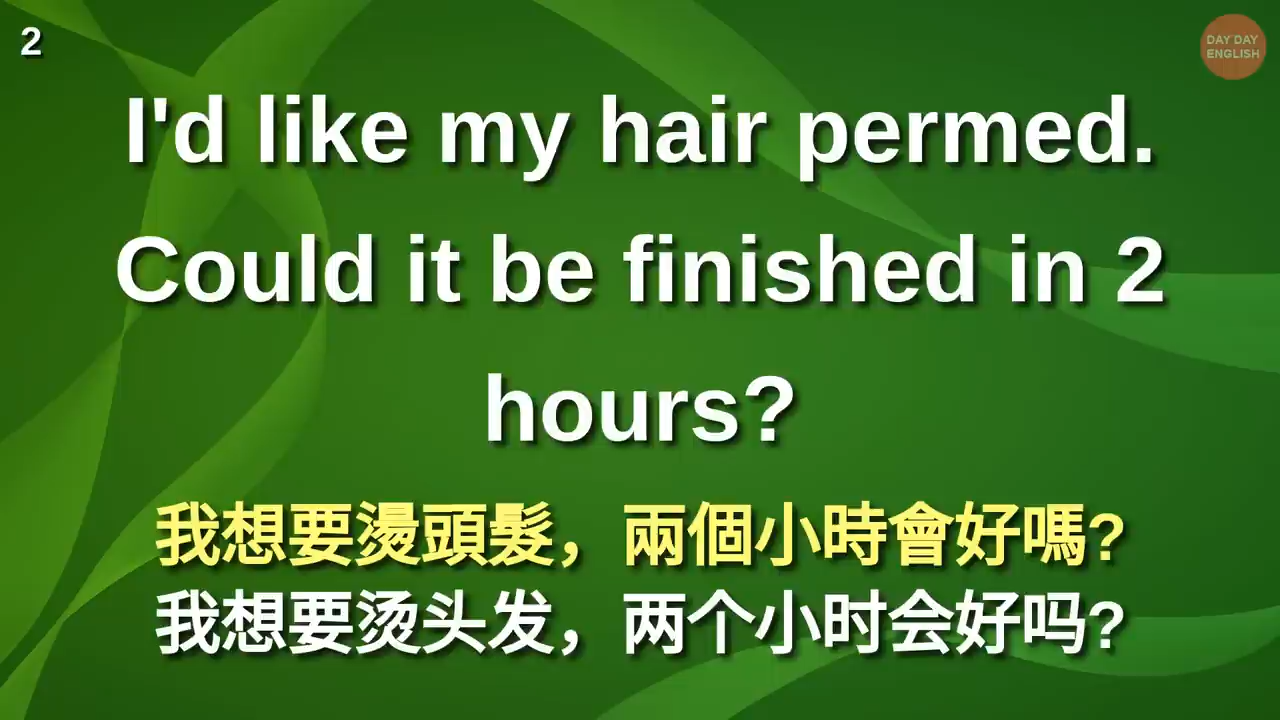 2
DAY DAY
ENGLISH
I'd like my hair permed.
Could it be finished in 2
hours?
我想要燙頭髮，兩個小時會好嗎?
我想要烫头发，两个小时会好吗?